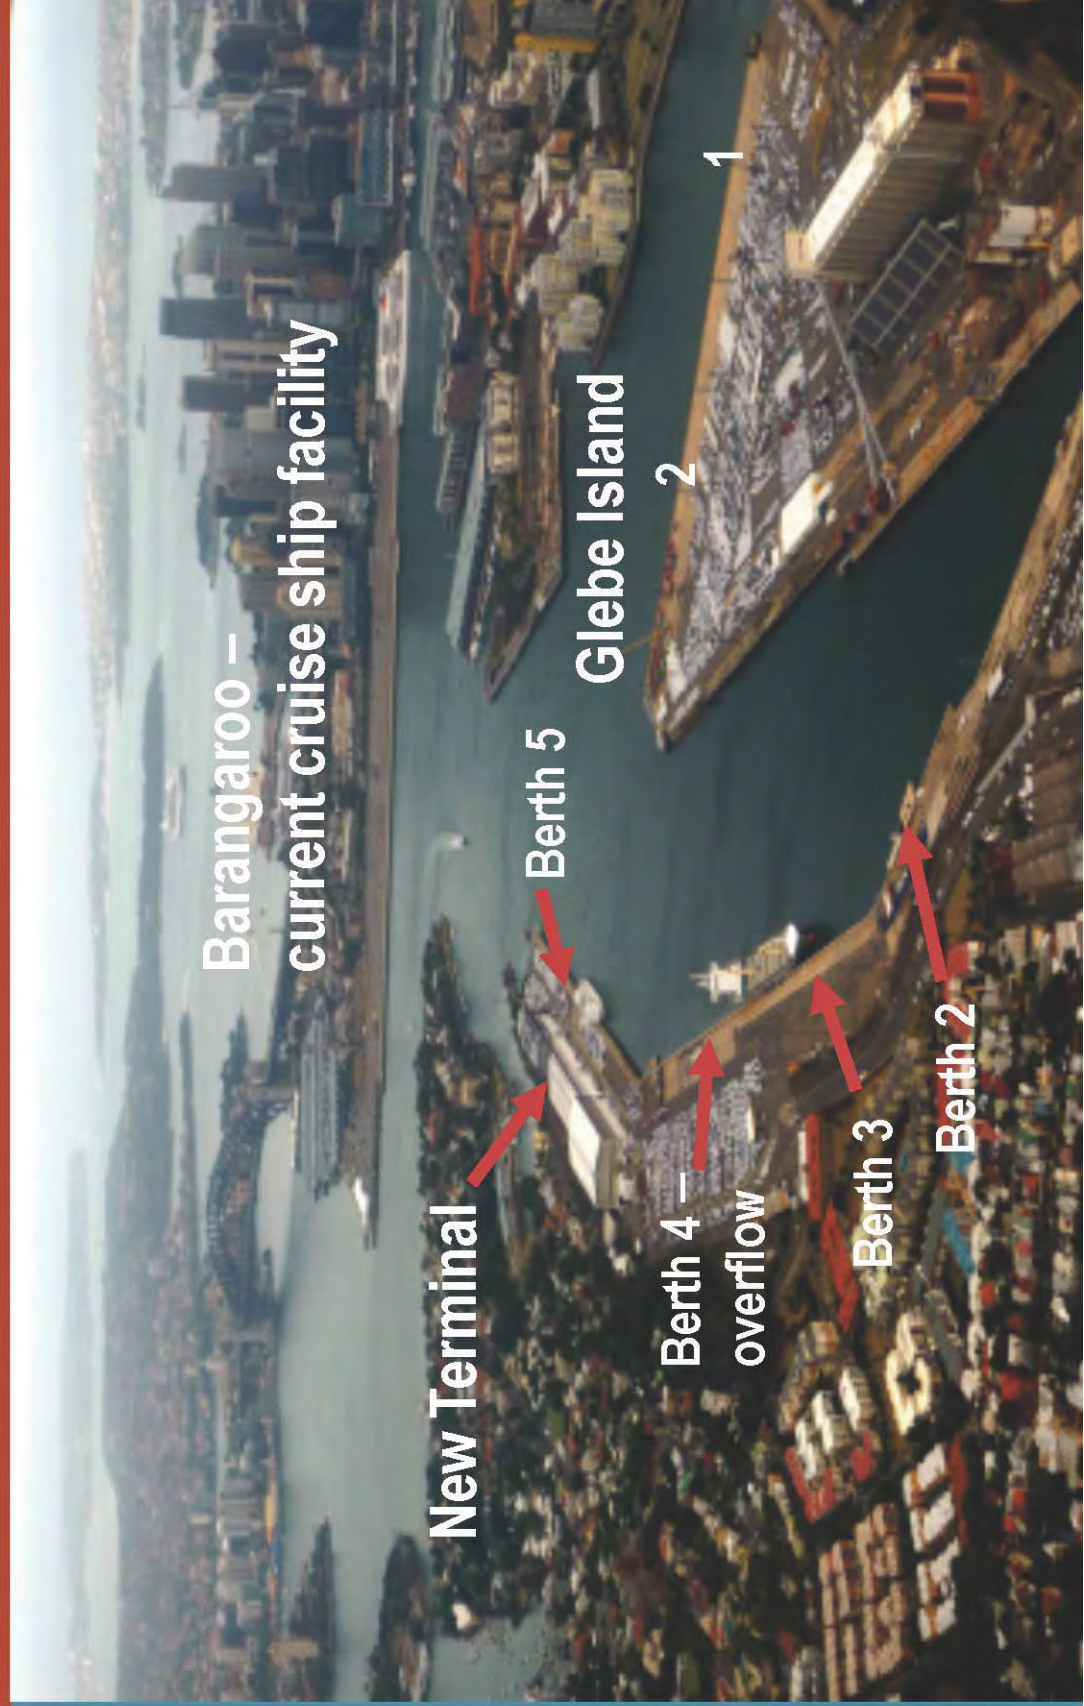 Barangaroo –
current cruise ship facility
Glebe Island
1
2
Berth 5
New Terminal
Berth 4 –
overflow
Berth 3
Berth 2